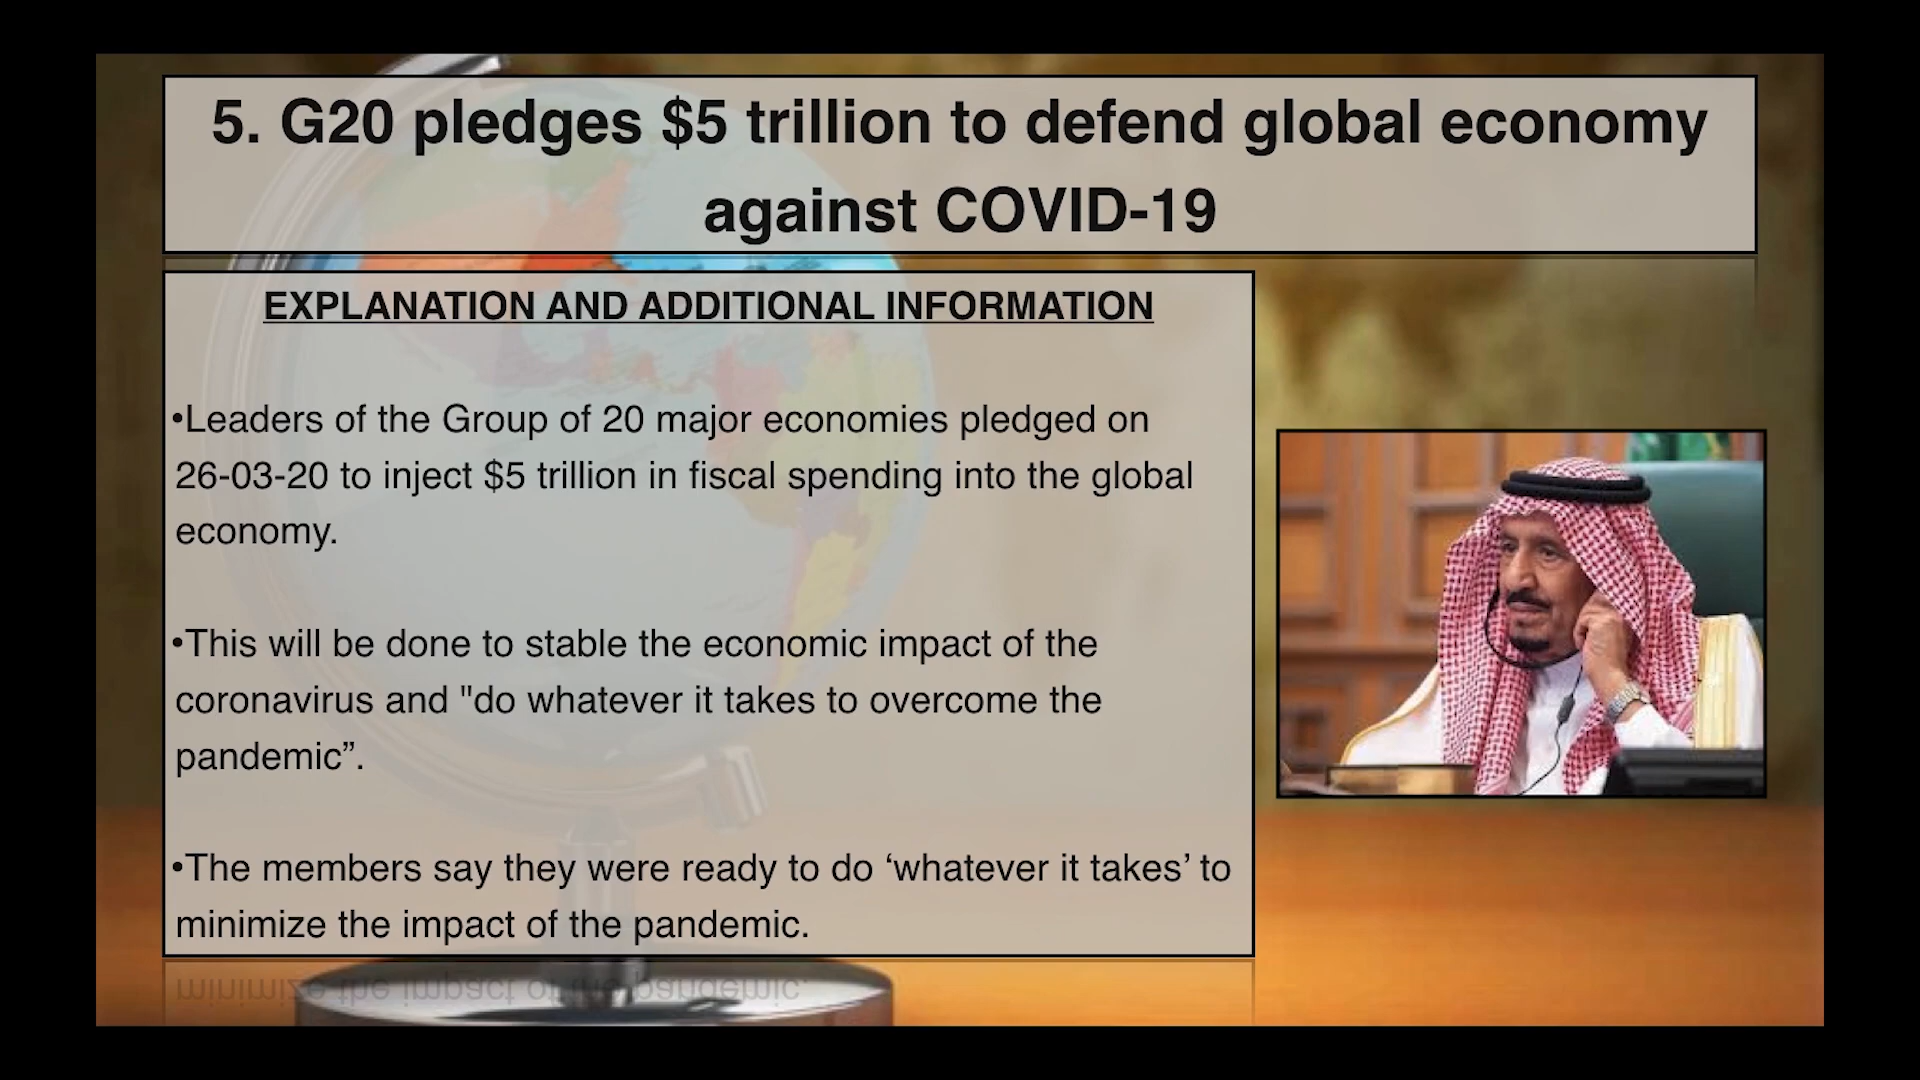 5. G20 pledges $5 trillion to defend global economy
against COVID-19
EXPLANATION AND ADDITIONAL INFORMATION
•Leaders of the Group of 20 major economies pledged on
26-03-20 to inject $5 trillion in fiscal spending into the global
economy.
•This will be done to stable the economic impact of the
coronavirus and "do whatever it takes to overcome the
pandemic”.
•The members say they were ready to do ‘whatever it takes’ to
minimize the impact of the pandemic.